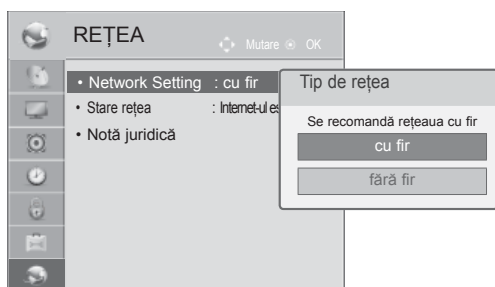 REȚEA
Mutare OK
• Network Setting : cu fir
• Stare rețea : Internet-ul es
• Notă juridică
Tip de rețea
Se recomandă rețeaua cu fir
cu fir
fără fir